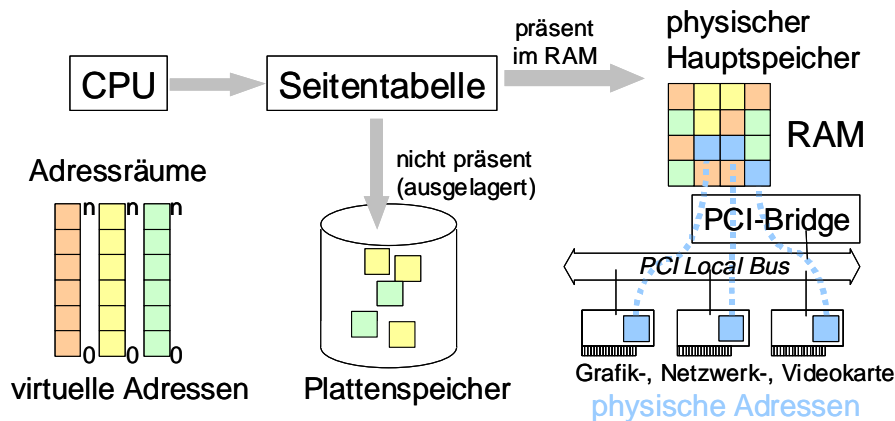 CPU
Seitentabelle
präsent
im RAM
physischer
Hauptspeicher
RAM
nicht präsent
(ausgelagert)
Adressräume
n n n
0 0 0
virtuelle Adressen
Plattenspeicher
PCI-Bridge
PCI Local Bus
Grafik-, Netzwerk-, Videokarte
physische Adressen